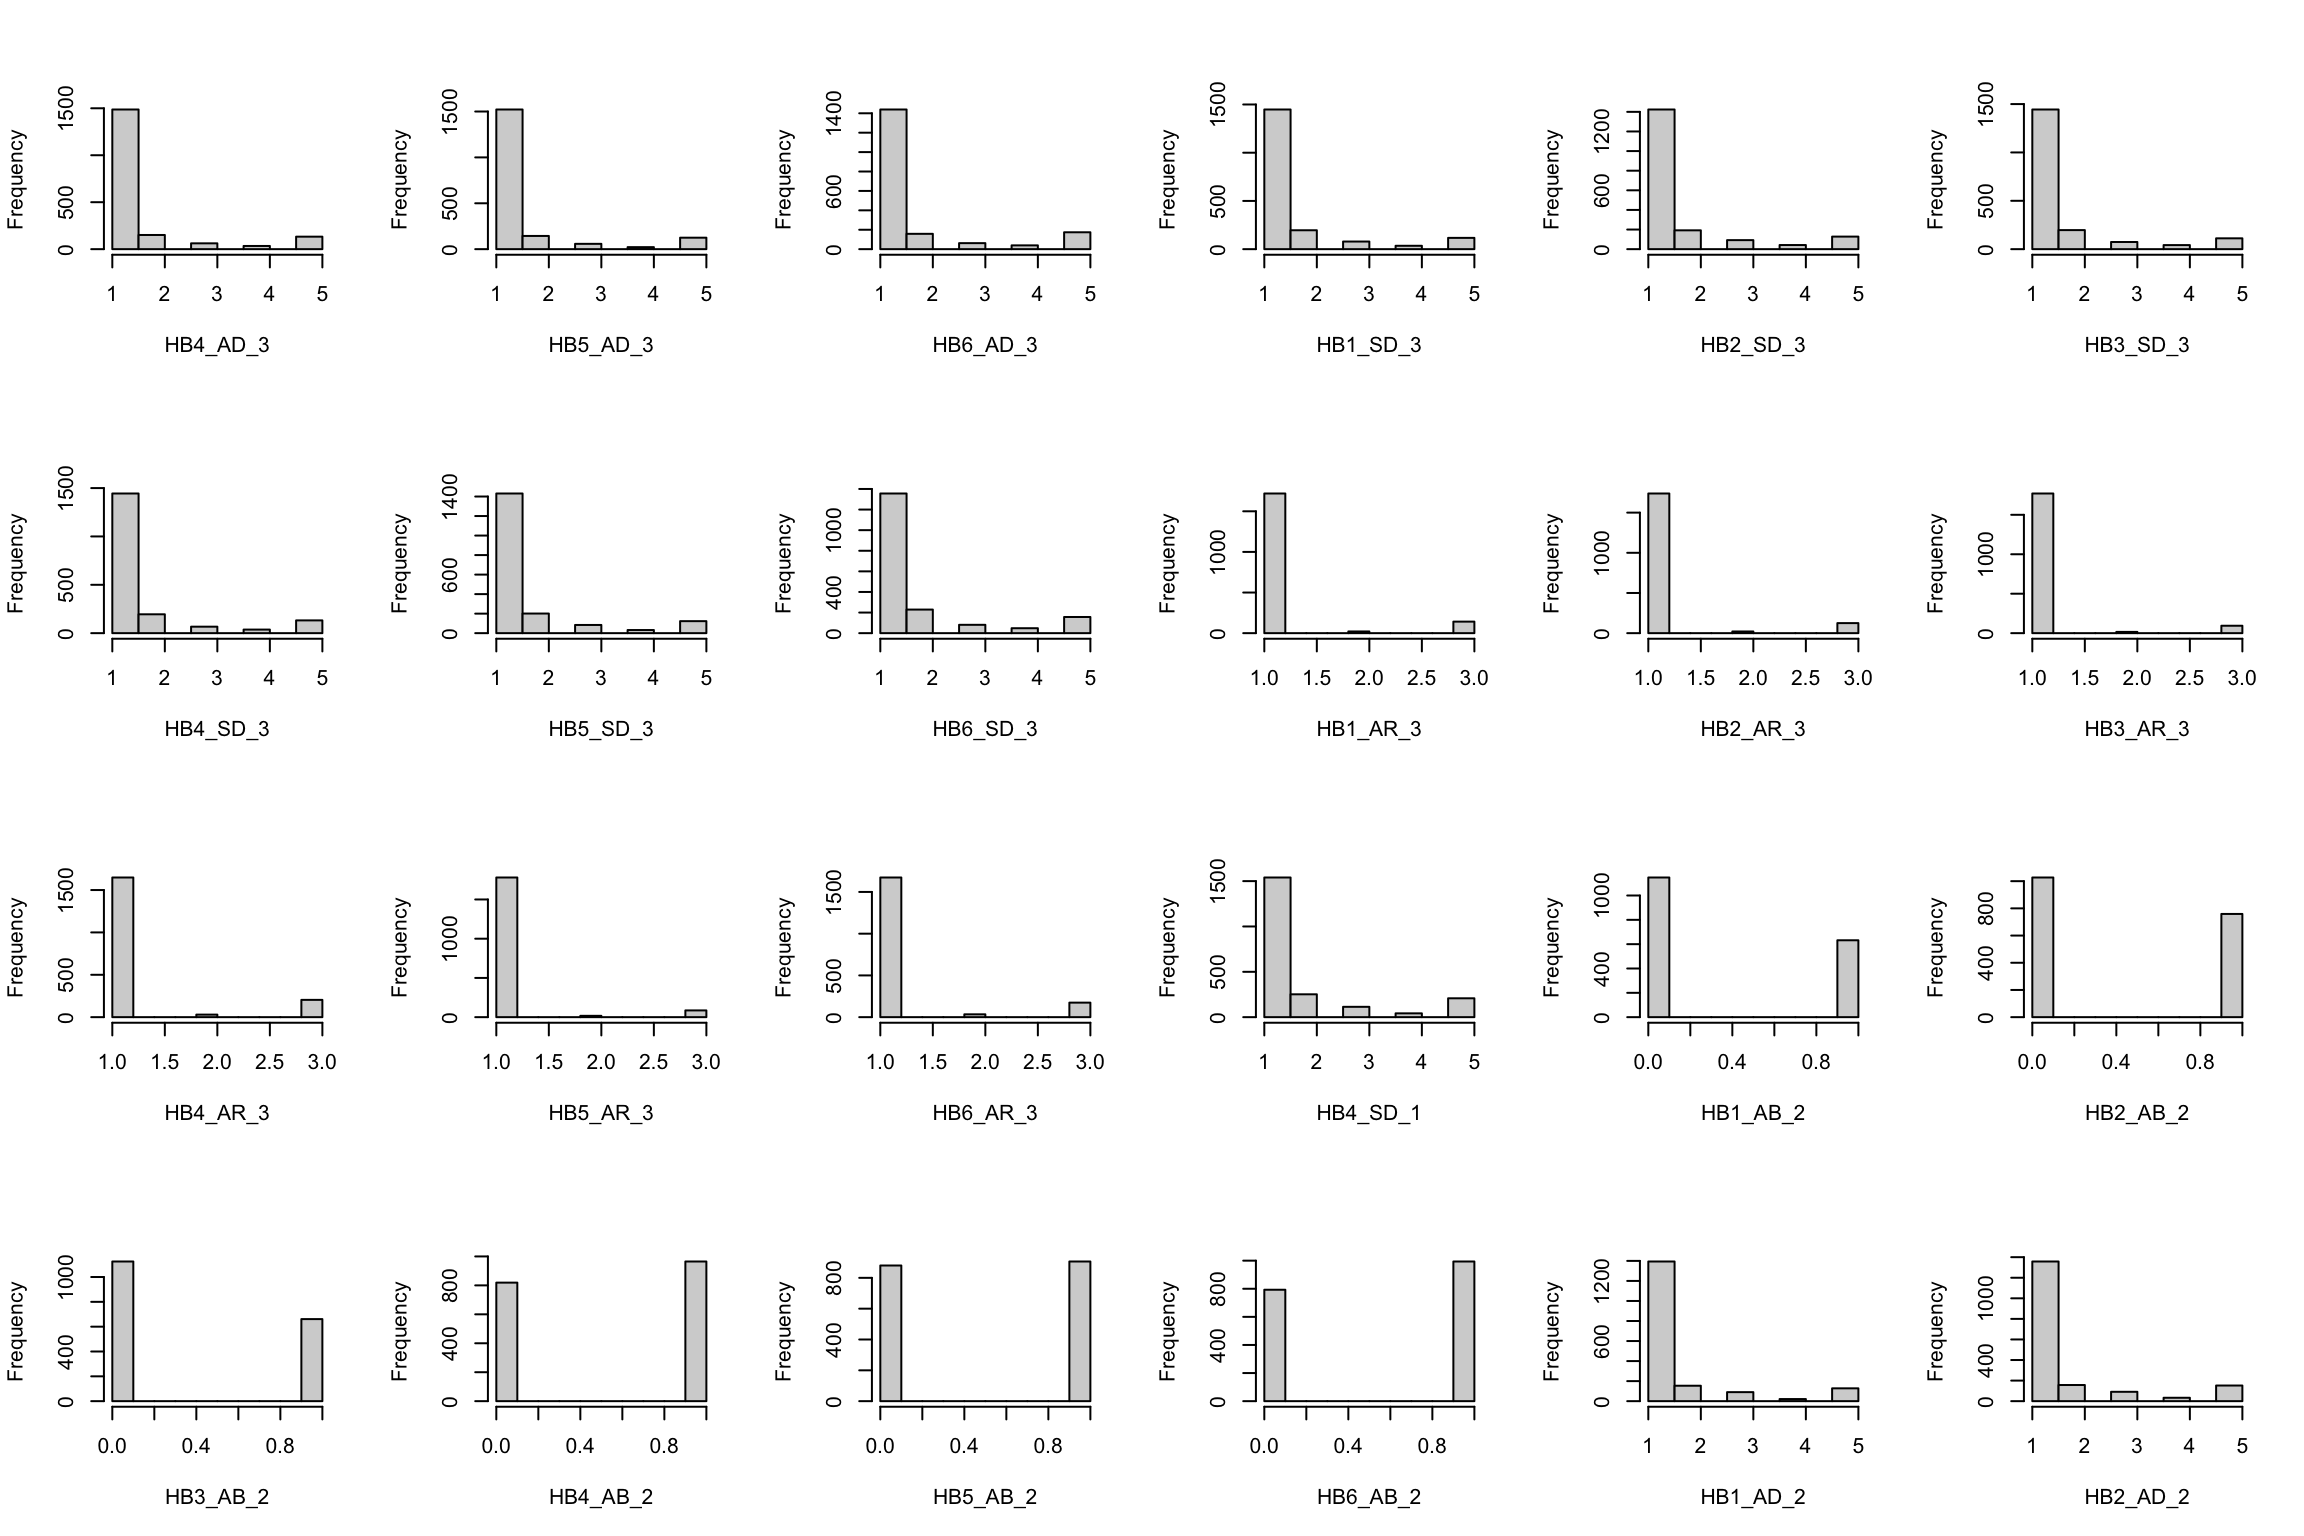 Frequency 0 500 1500 1 2 3 4 5 HB4_AD_3
Frequency 0 500 1500 1 2 3 4 5 HB5_AD_3
Frequency 0 600 1400 1 2 3 4 5 HB6_AD_3
Frequency 0 500 1500 1 2 3 4 5 HB1_SD_3
Frequency 0 600 1200 1 2 3 4 5 HB2_SD_3
Frequency 0 500 1500 1 2 3 4 5 HB3_SD_3
Frequency 0 500 1500 1 2 3 4 5 HB4_SD_3
Frequency 0 600 1400 1 2 3 4 5 HB5_SD_3
Frequency 0 400 1000 1 2 3 4 5 HB6_SD_3
Frequency 0 1000 1.0 1.5 2.0 2.5 3.0 HB1_AR_3
Frequency 0 1000 1.0 1.5 2.0 2.5 3.0 HB2_AR_3
Frequency 0 1000 1.0 1.5 2.0 2.5 3.0 HB3_AR_3
Frequency 0 500 1500 1.0 1.5 2.0 2.5 3.0 HB4_AR_3
Frequency 0 1000 1.0 1.5 2.0 2.5 3.0 HB5_AR_3
Frequency 0 500 1500 1.0 1.5 2.0 2.5 3.0 HB6_AR_3
Frequency 0 500 1500 1 2 3 4 5 HB4_SD_1
Frequency 0 400 1000 0.0 0.4 0.8 HB1_AB_2
Frequency 0 400 800 0.0 0.4 0.8 HB2_AB_2
Frequency 0 400 1000 0.0 0.4 0.8 HB3_AB_2
Frequency 0 400 800 0.0 0.4 0.8 HB4_AB_2
Frequency 0 400 800 0.0 0.4 0.8 HB5_AB_2
Frequency 0 400 800 0.0 0.4 0.8 HB6_AB_2
Frequency 0 600 1200 1 2 3 4 5 HB1_AD_2
Frequency 0 400 1000 1 2 3 4 5 HB2_AD_2